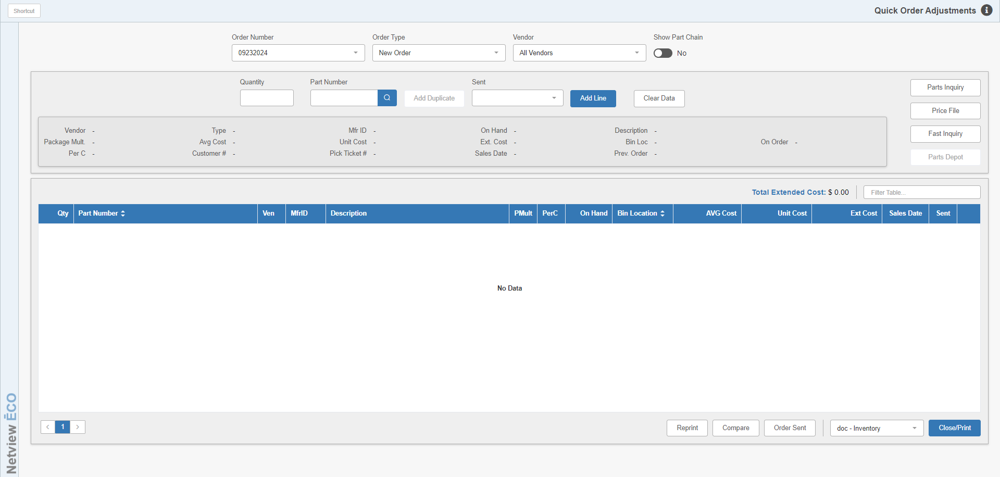 Shortcut
Quick Order Adjustments
Order Number
Order Type
Vendor
Show Part Chain
09232024
New Order
All Vendors
No
Quantity
Part Number
Sent
Add Duplicate
Add Line
Clear Data
Parts Inquiry
Price File
Fast Inquiry
Parts Depot
Vendor -
Type -
Mfr ID -
On Hand -
Description -
Package Mult. -
Avg Cost -
Unit Cost -
Ext. Cost -
Bin Loc -
On Order -
Per C -
Customer # -
Pick Ticket # -
Sales Date -
Prev. Order -
Total Extended Cost: $ 0.00
Filter Table...
Qty
Part Number
Ven
MfrID
Description
PMult
PerC
On Hand
Bin Location
AVG Cost
Unit Cost
Ext Cost
Sales Date
Sent
No Data
< 1 >
Reprint
Compare
Order Sent
doc - Inventory
Close/Print
Netview ĒCO